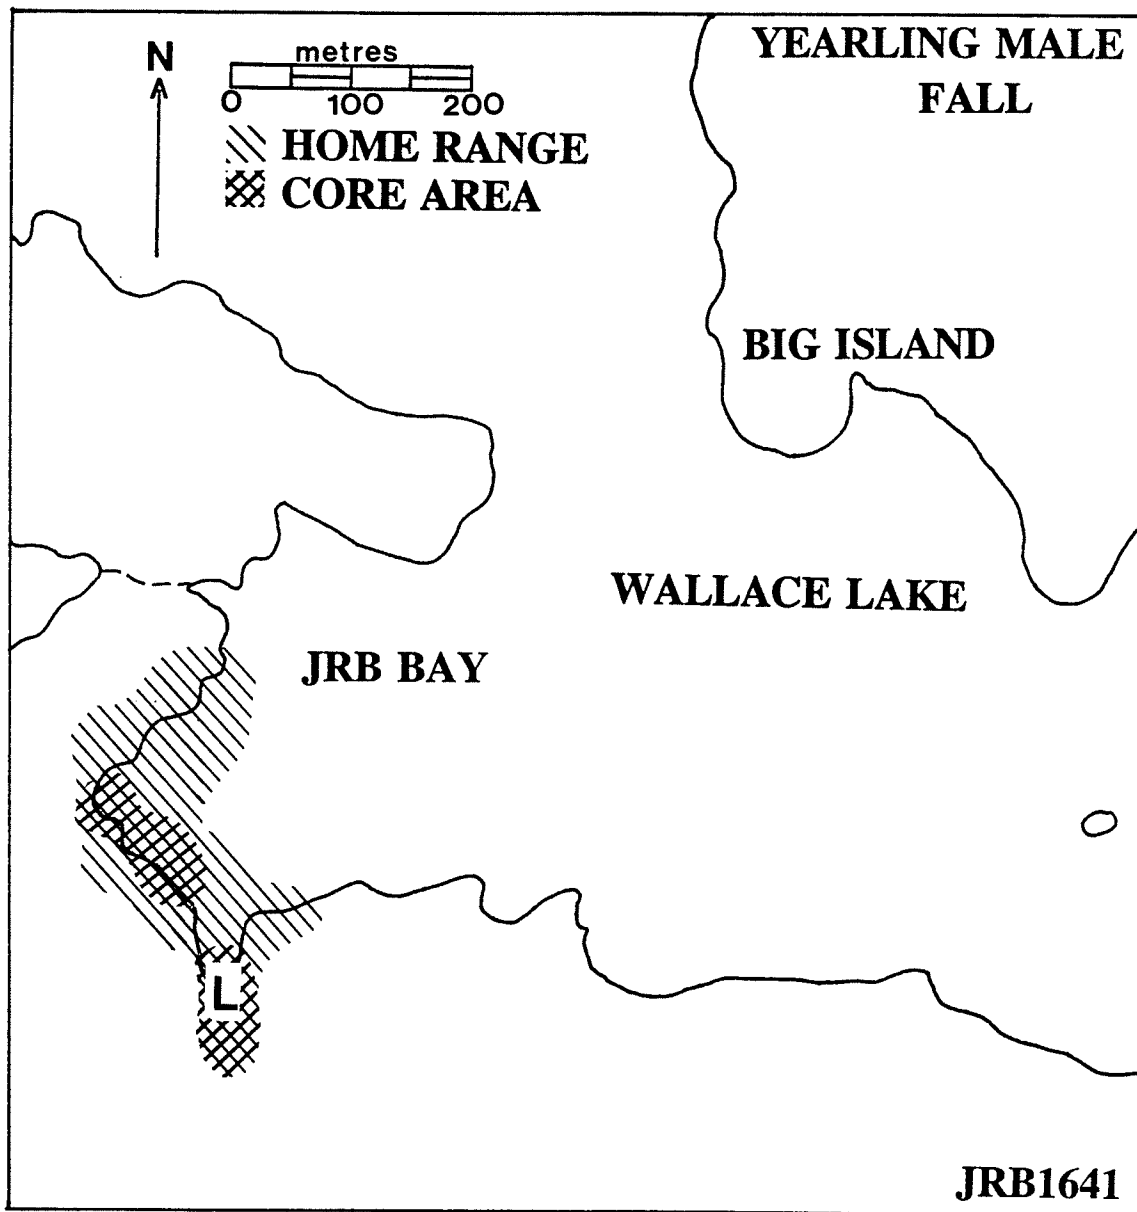 YEARLING MALE
FALL
N
metres
0 100 200
HOME RANGE
CORE AREA
BIG ISLAND
WALLACE LAKE
JRB BAY
L
JRB1641